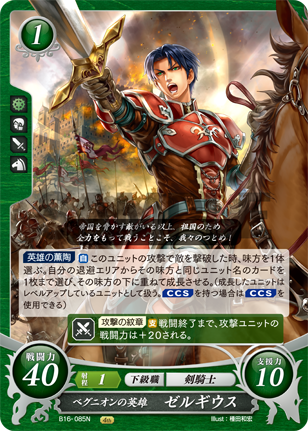 1
帝国を脅かす敵がいる以上、祖国のため
全力をもって戦うことこそ、我々のつとめ!
英雄の薫陶 自 このユニットの攻撃で敵を撃破した時、味方を1体
選ぶ。自分の退避エリアからその味方と同じユニット名のカードを
1枚まで選び、その味方の下に重ねて成長させる。(成長したユニットは
レベルアップしているユニットとして扱う。CCSを持つ場合はCCSを
使用できる)
攻撃の紋章 支 戦闘終了まで、攻撃ユニットの
戦闘力は+20される。
戦闘力
40
射程 1 下級職 剣騎士
支援力
10
ベグニオンの英雄 ゼルギウス
B16-085N
Illust:種田和宏